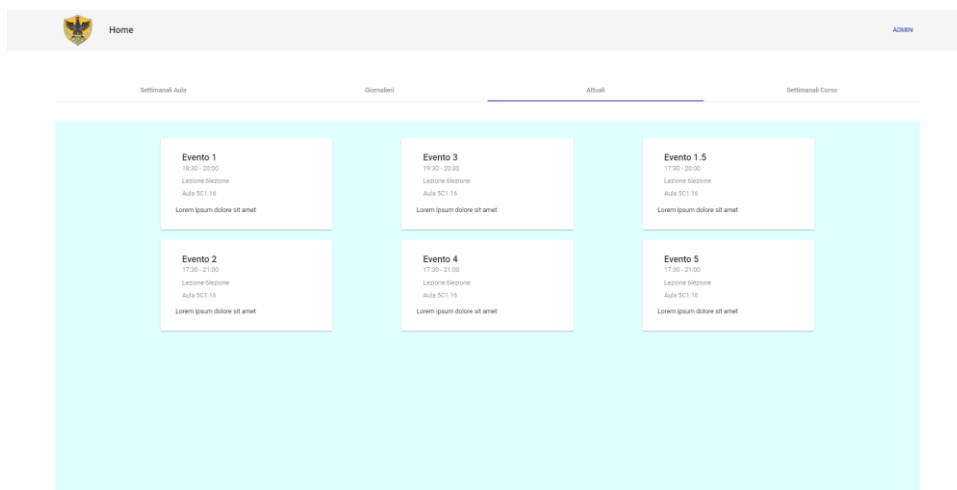 Home
ADMIN
Settimanali Aula
Giornalieri
Attuali
Settimanali Corso
Evento 1
18:30 - 20:00
Lezione 6lezione
Aula 5C1.16
Lorem ipsum dolore sit amet
Evento 3
19:30 - 20:00
Lezione 6lezione
Aula 5C1.16
Lorem ipsum dolore sit amet
Evento 1.5
17:30 - 20:00
Lezione 6lezione
Aula 5C1.16
Lorem ipsum dolore sit amet
Evento 2
17:30 - 21:00
Lezione 6lezione
Aula 5C1.16
Lorem ipsum dolore sit amet
Evento 4
17:30 - 21:00
Lezione 6lezione
Aula 5C1.16
Lorem ipsum dolore sit amet
Evento 5
17:30 - 21:00
Lezione 6lezione
Aula 5C1.16
Lorem ipsum dolore sit amet